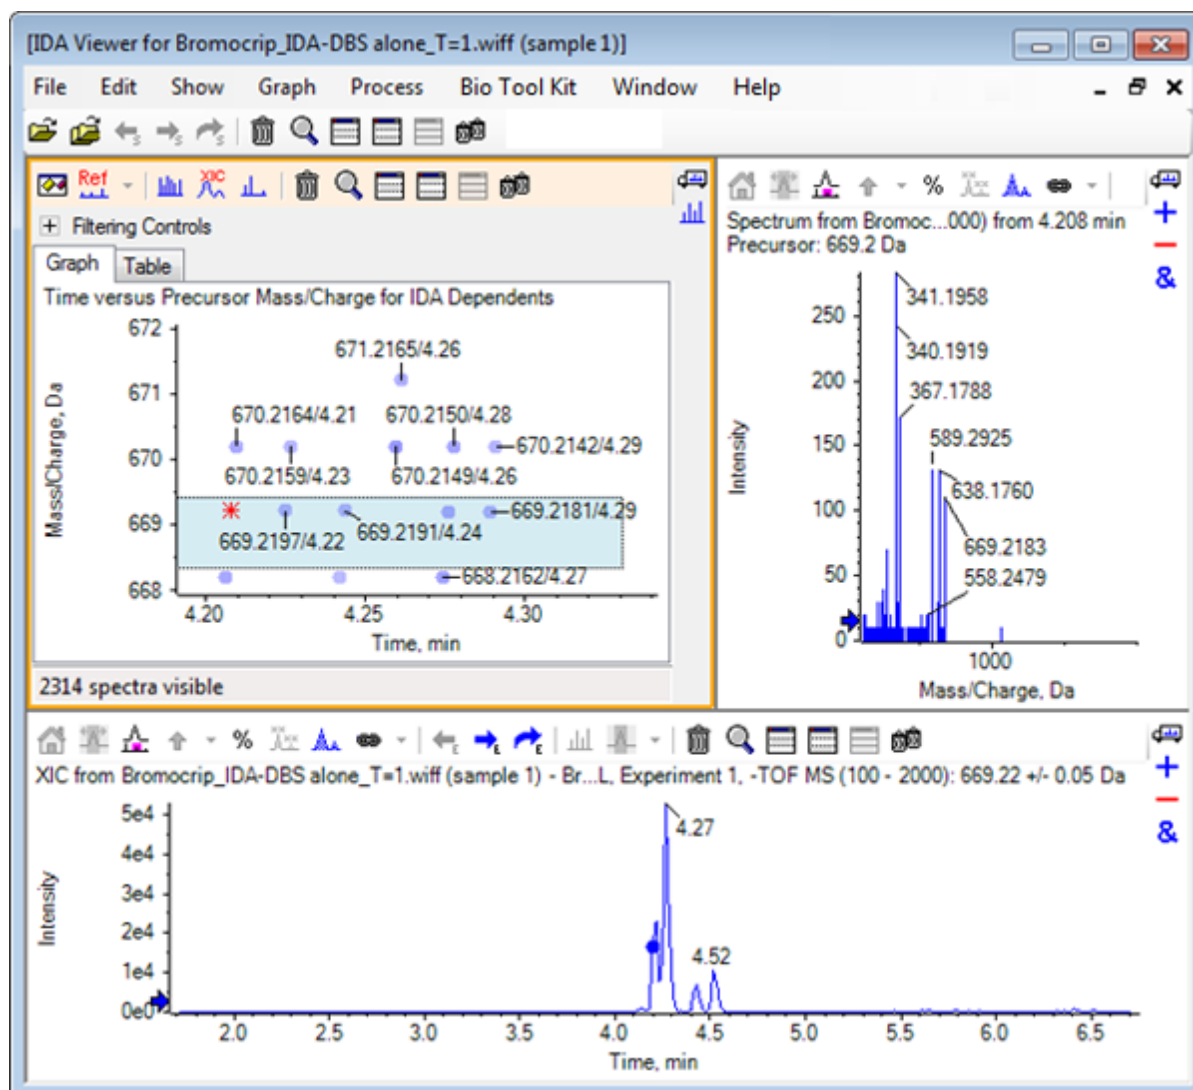 [IDA Viewer for Bromocrip_IDA-DBS alone_T=1.wiff (sample 1)]
File Edit Show Graph Process Bio Tool Kit Window Help
Ref
XIC
Filtering Controls
Graph Table
Time versus Precursor Mass/Charge for IDA Dependents
Mass/Charge, Da
672
671
670
669
668
671.2165/4.26
670.2164/4.21
670.2150/4.28
670.2142/4.29
670.2159/4.23
670.2149/4.26
669.2181/4.29
669.2197/4.22
669.2191/4.24
668.2162/4.27
4.20 4.25 4.30
Time, min
2314 spectra visible
%
Spectrum from Bromoc...000) from 4.208 min
Precursor: 669.2 Da
&
Intensity
250
200
150
100
50
0
341.1958
340.1919
367.1788
589.2925
638.1760
669.2183
558.2479
1000
Mass/Charge, Da
%
XIC from Bromocrip_IDA-DBS alone_T=1.wiff (sample 1) - Br...L, Experiment 1, -TOF MS (100 - 2000): 669.22 +/- 0.05 Da
&
Intensity
5e4
4e4
3e4
2e4
1e4
0e0
4.27
4.52
2.0 2.5 3.0 3.5 4.0 4.5 5.0 5.5 6.0 6.5
Time, min